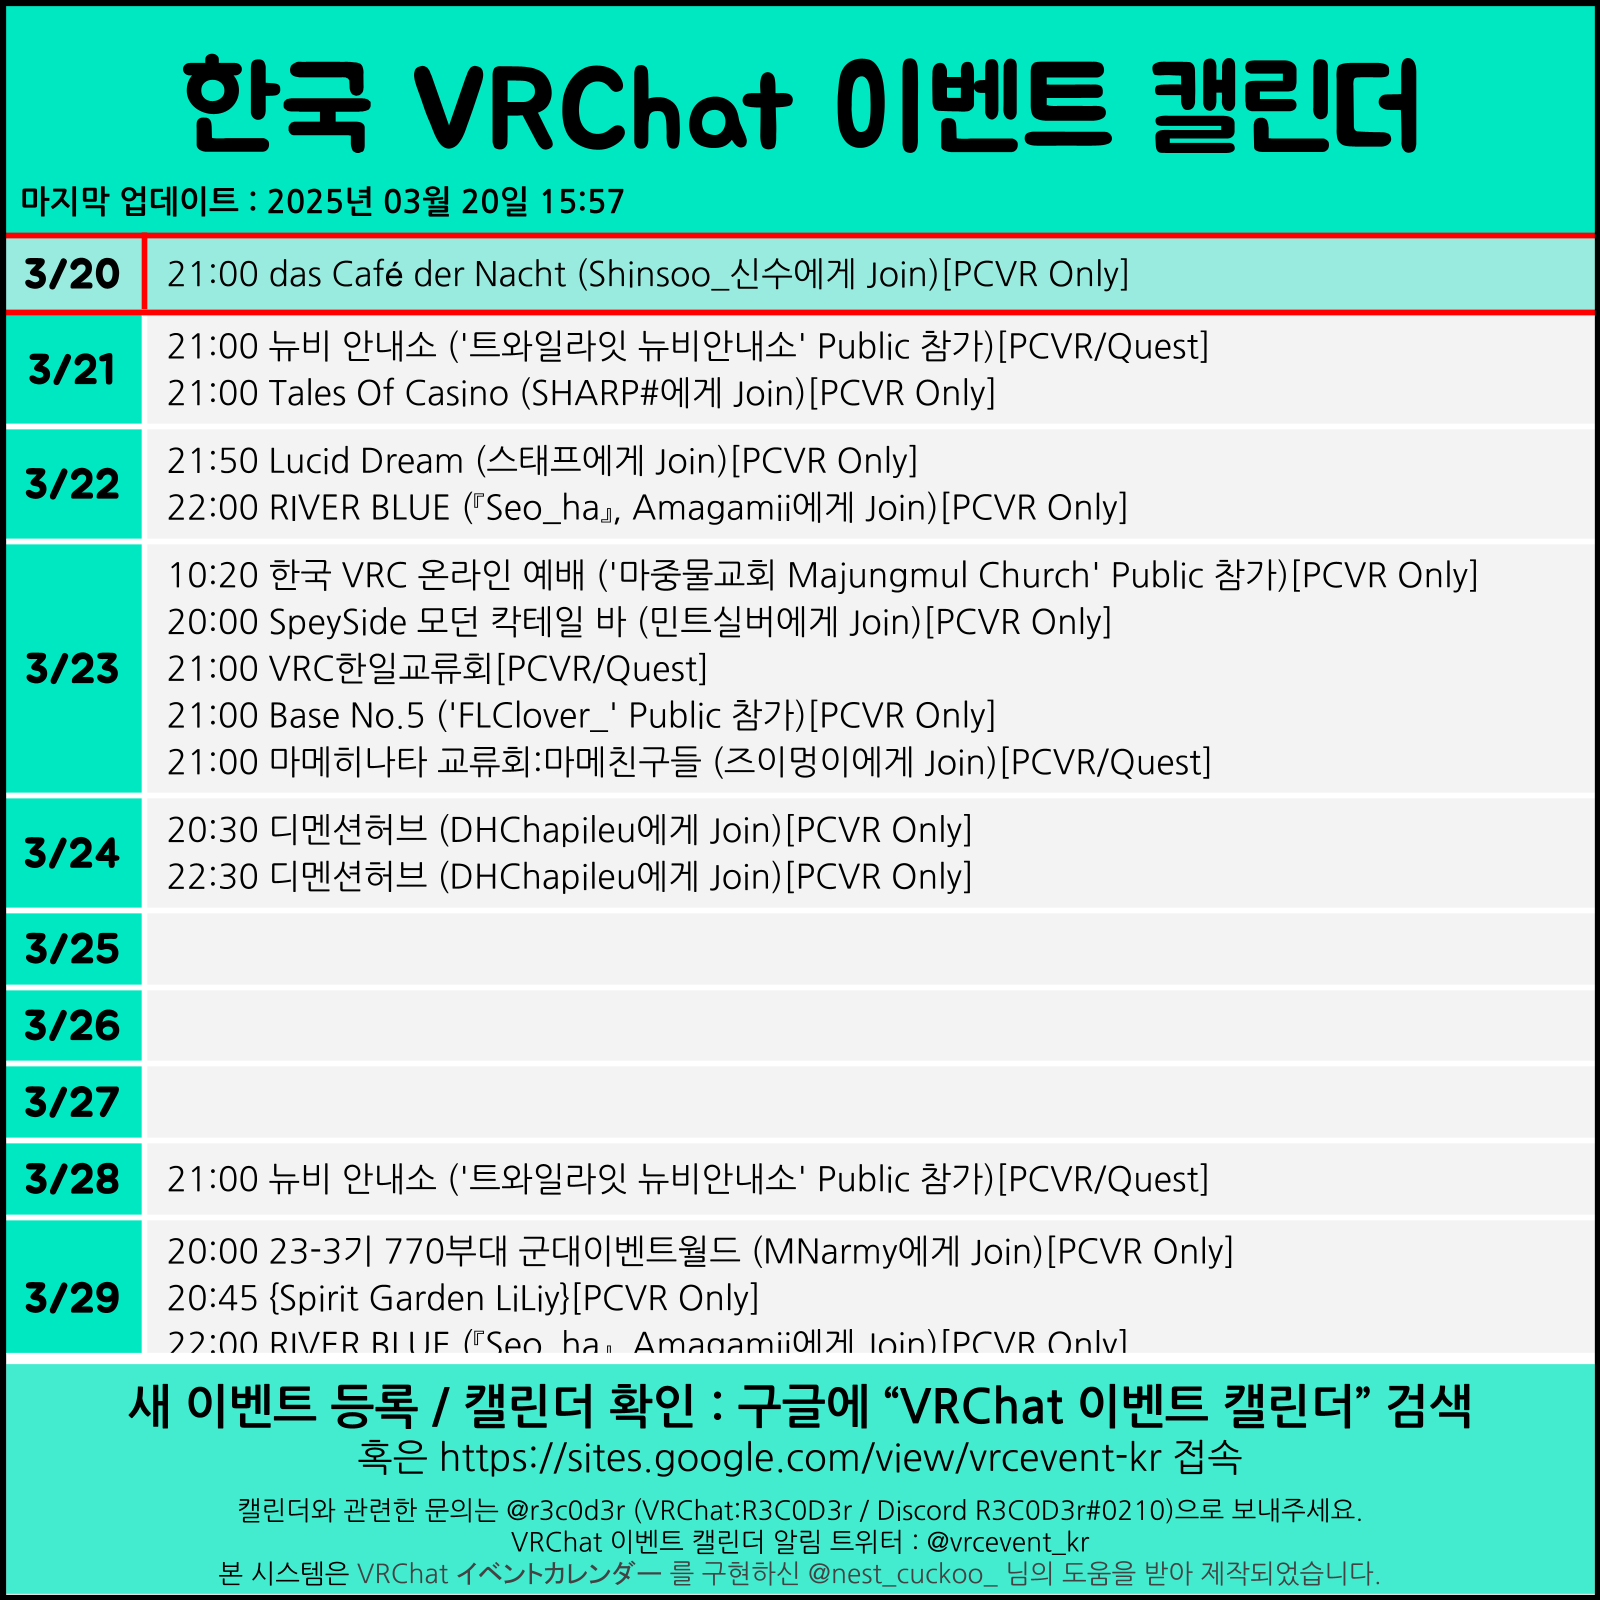 한국 VRChat 이벤트 캘린더
마지막 업데이트 : 2025년 03월 20일 15:57
3/20
21:00 das Café der Nacht (Shinsoo_신수에게 Join)[PCVR Only]
3/21
21:00 뉴비 안내소 ('트와일라잇 뉴비안내소' Public 참가)[PCVR/Quest]
21:00 Tales Of Casino (SHARP#에게 Join)[PCVR Only]
3/22
21:50 Lucid Dream (스태프에게 Join)[PCVR Only]
22:00 RIVER BLUE (『Seo_ha』, Amagamii에게 Join)[PCVR Only]
3/23
10:20 한국 VRC 온라인 예배 ('마중물교회 Majungmul Church' Public 참가)[PCVR Only]
20:00 SpeySide 모던 칵테일 바 (민트실버에게 Join)[PCVR Only]
21:00 VRC한일교류회[PCVR/Quest]
21:00 Base No.5 ('FLClover_' Public 참가)[PCVR Only]
21:00 마메히나타 교류회:마메친구들 (즈이멍이에게 Join)[PCVR/Quest]
3/24
20:30 디멘션허브 (DHChapileu에게 Join)[PCVR Only]
22:30 디멘션허브 (DHChapileu에게 Join)[PCVR Only]
3/25
3/26
3/27
3/28
21:00 뉴비 안내소 ('트와일라잇 뉴비안내소' Public 참가)[PCVR/Quest]
3/29
20:00 23-3기 770부대 군대이벤트월드 (MNarmy에게 Join)[PCVR Only]
20:45 {Spirit Garden LiLiy}[PCVR Only]
22:00 RIVER BLUE (『Seo_ha』, Amagamii에게 Join)[PCVR Only]
새 이벤트 등록 / 캘린더 확인 : 구글에 “VRChat 이벤트 캘린더” 검색
혹은 https://sites.google.com/view/vrcevent-kr 접속
캘린더와 관련한 문의는 @r3c0d3r (VRChat:R3C0D3r / Discord R3C0D3r#0210)으로 보내주세요.
VRChat 이벤트 캘린더 알림 트위터 : @vrcevent_kr
본 시스템은 VRChat イベントカレンダー 를 구현하신 @nest_cuckoo_ 님의 도움을 받아 제작되었습니다.